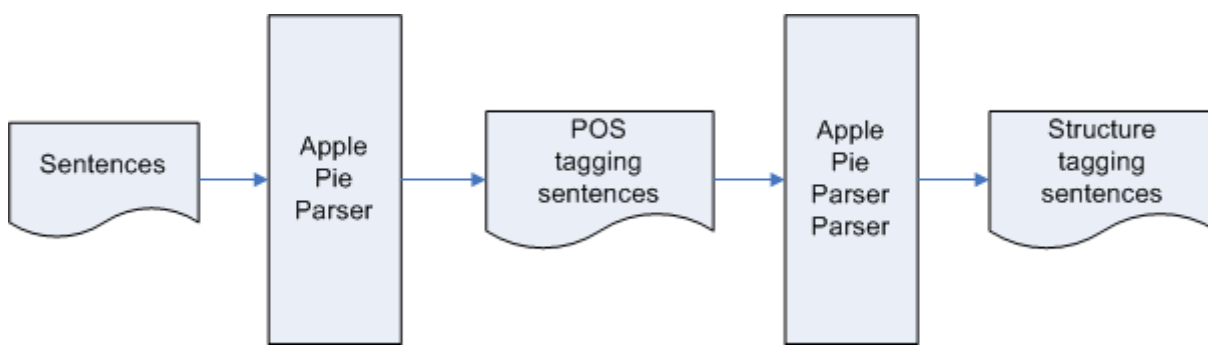 Sentences
Apple
Pie
Parser
POS
tagging
sentences
Apple
Pie
Parser
Parser
Structure
tagging
sentences